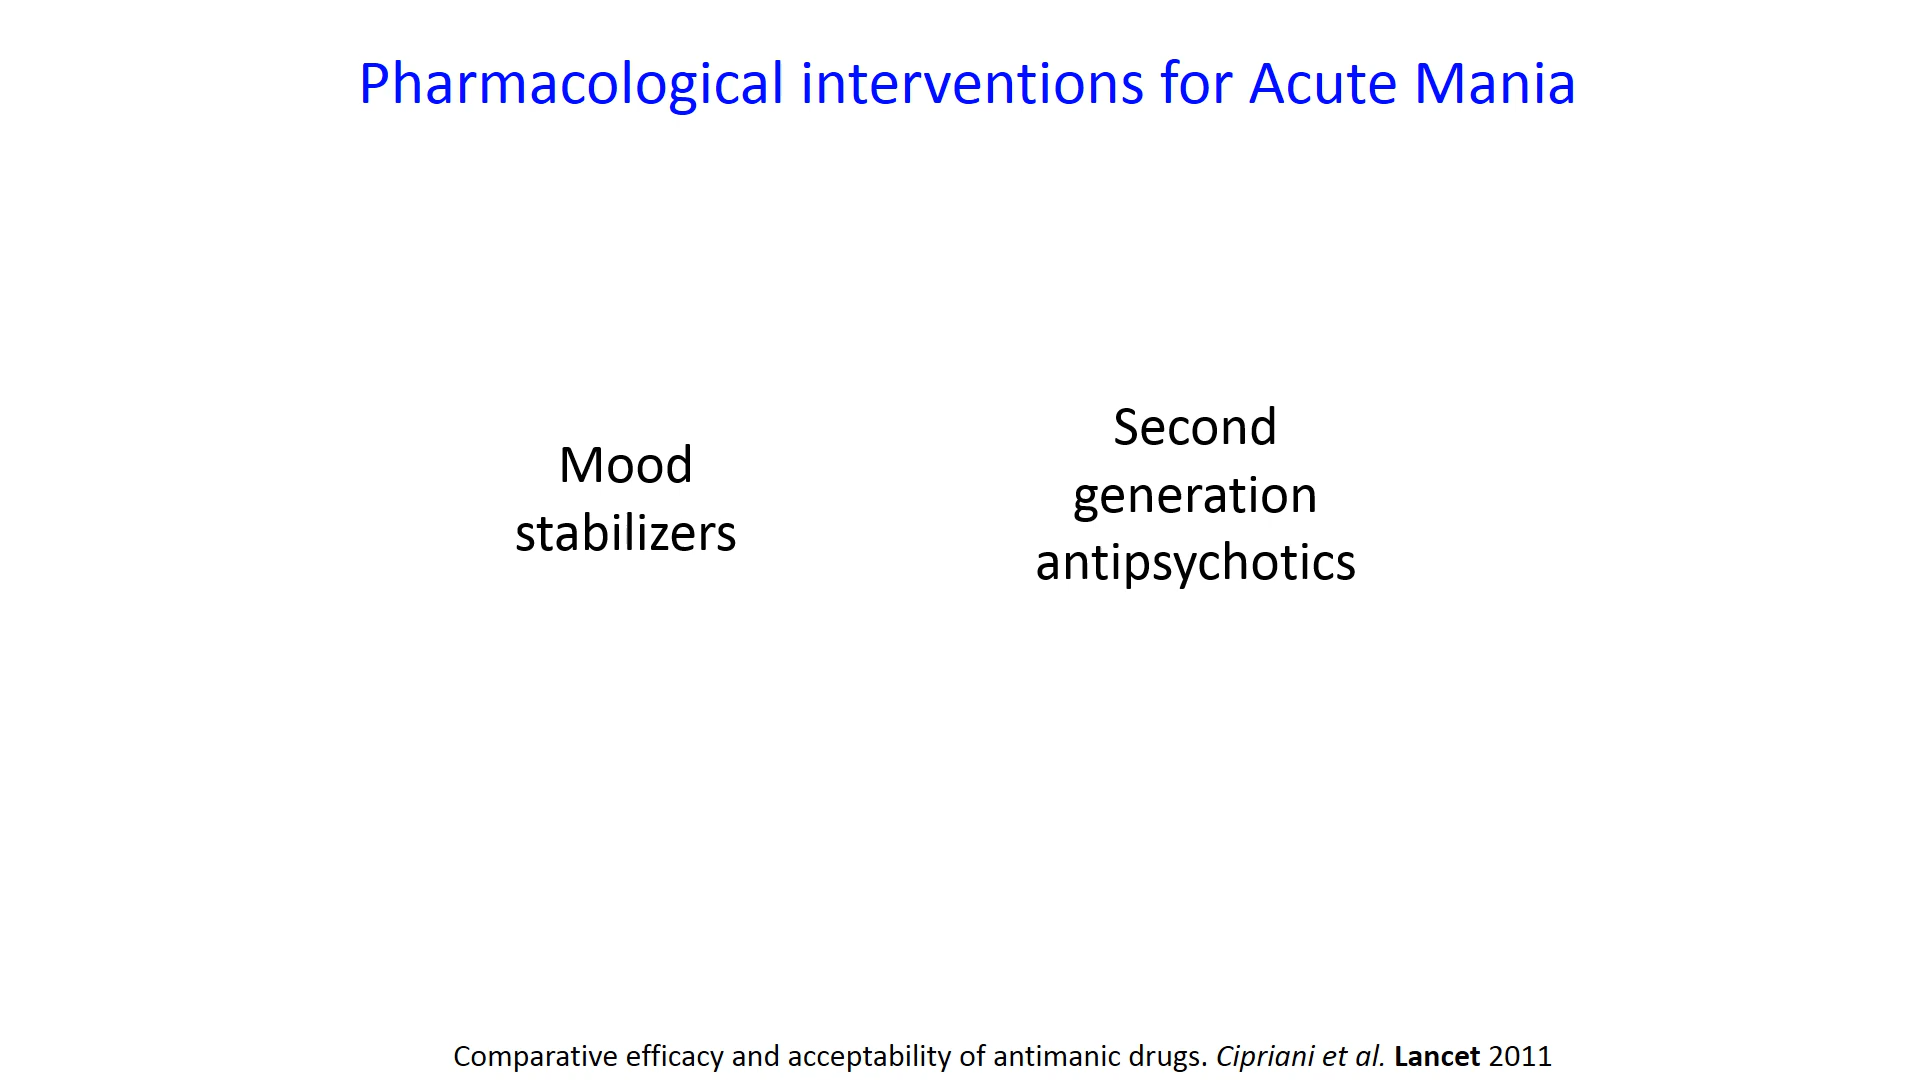 Pharmacological interventions for Acute Mania
Mood
stabilizers
Second
generation
antipsychotics
Comparative efficacy and acceptability of antimanic drugs. Cipriani et al. Lancet 2011